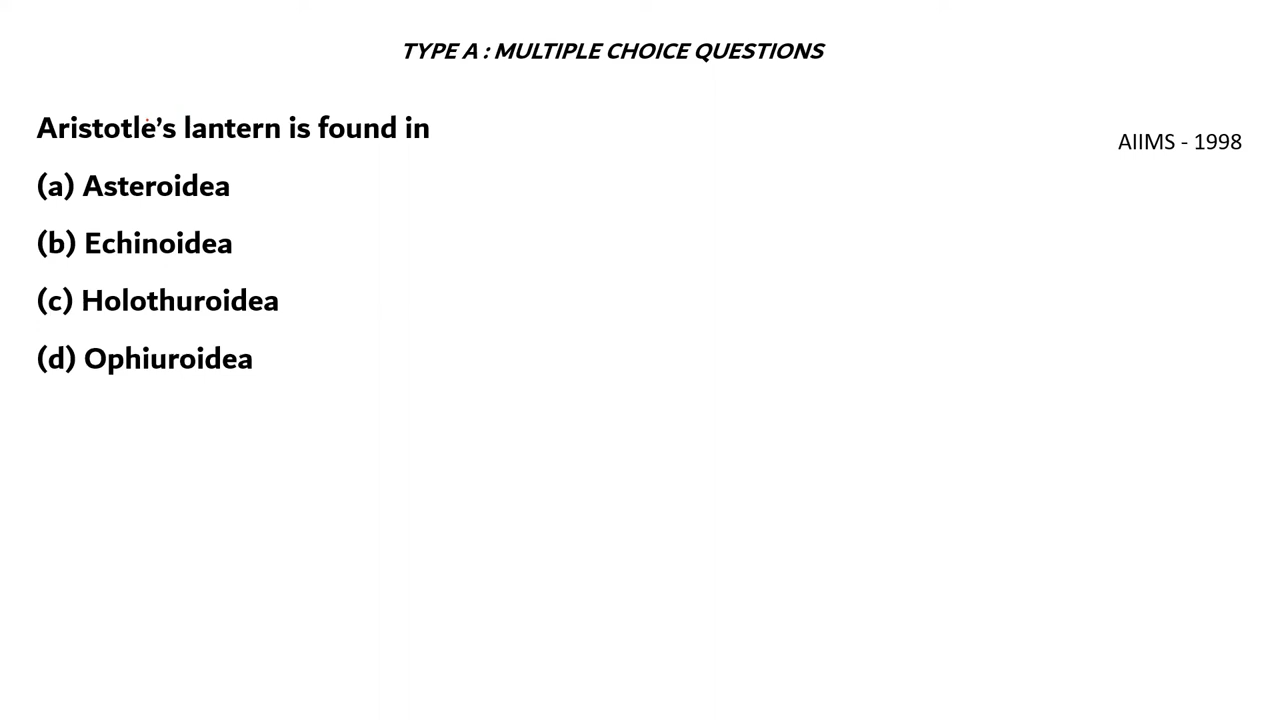 TYPE A : MULTIPLE CHOICE QUESTIONS
Aristotle’s lantern is found in
AIIMS - 1998
(a) Asteroidea
(b) Echinoidea
(c) Holothuroidea
(d) Ophiuroidea